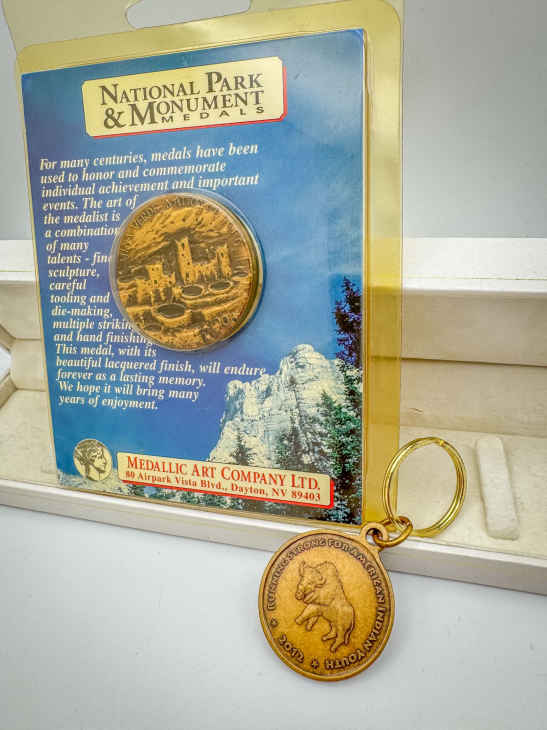 NATIONAL PARK
& MONUMENT
MEDALS
For many centuries, medals have been
used to honor and commemorate
individual achievement and important
events. The art of
the medalist is
a combination
of many
talents - fine
sculpture,
careful
tooling and
die-making,
multiple striking
and hand finishing.
This medal, with its
beautiful lacquered finish, will endure
forever as a lasting memory.
We hope it will bring many
years of enjoyment.
MEDALLIC ART COMPANY LTD.
80 Airpark Vista Blvd., Dayton, NV 89403
RUNNING STRONG FOR AMERICAN INDIAN YOUTH